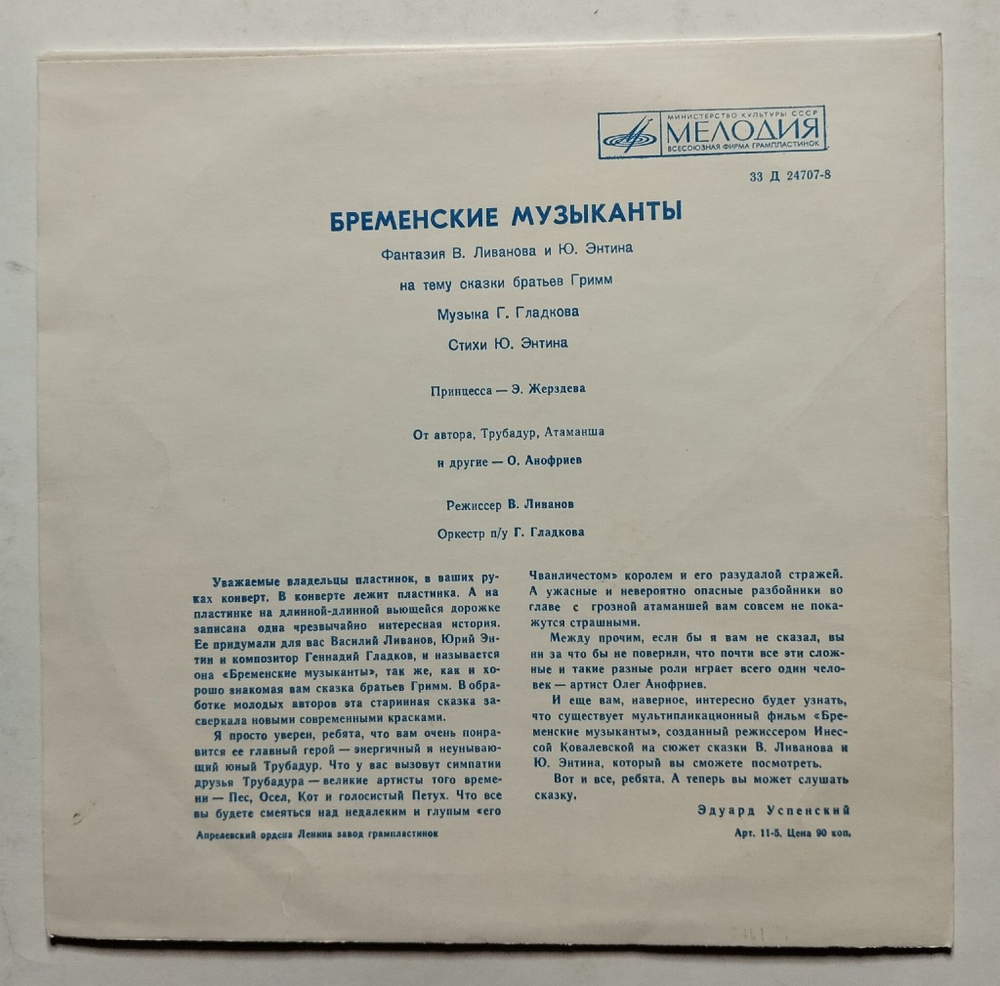 МИНИСТЕРСТВО КУЛЬТУРЫ СССР
МЕЛОДИЯ
ВСЕСОЮЗНАЯ ФИРМА ГРАМПЛАСТИНОК
33 Д 24707-8
БРЕМЕНСКИЕ МУЗЫКАНТЫ
Фантазия В. Ливанова и Ю. Энтина
на тему сказки братьев Гримм
Музыка Г. Гладкова
Стихи Ю. Энтина
Принцесса — Э. Жерздева
От автора, Трубадур, Атаманша
и другие — О. Анофриев
Режиссер В. Ливанов
Оркестр п/у Г. Гладкова
Уважаемые владельцы пластинок, в ваших ру-
ках конверт. В конверте лежит пластинка. А на
пластинке на длинной-длинной вьющейся дорожке
записана одна чрезвычайно интересная история.
Ее придумали для вас Василий Ливанов, Юрий Эн-
тин и композитор Геннадий Гладков, и называется
она «Бременские музыканты», так же, как и хо-
рошо знакомая вам сказка братьев Гримм. В обра-
ботке молодых авторов эта старинная сказка за-
сверкала новыми современными красками.
Я просто уверен, ребята, что вам очень понра-
вится ее главный герой — энергичный и неунываю-
щий юный Трубадур. Что у вас вызовут симпатии
друзья Трубадура — великие артисты того време-
ни — Пес, Осел, Кот и голосистый Петух. Что все
вы будете смеяться над недалеким и глупым «его
Чванличестом» королем и его разудалой стражей.
А ужасные и невероятно опасные разбойники во
главе с грозной атаманшей вам совсем не пока-
жутся страшными.
Между прочим, если бы я вам не сказал, вы
ни за что бы не поверили, что почти все эти слож-
ные и такие разные роли играет всего один чело-
век — артист Олег Анофриев.
И еще вам, наверное, интересно будет узнать,
что существует мультипликационный фильм «Бре-
менские музыканты», созданный режиссером Инес-
сой Ковалевской на сюжет сказки В. Ливанова и
Ю. Энтина, который вы сможете посмотреть.
Вот и все, ребята. А теперь вы может слушать
сказку.
Эдуард Успенский
Апрелевский ордена Ленина завод грампластинок
Арт. 11-5. Цена 90 коп.